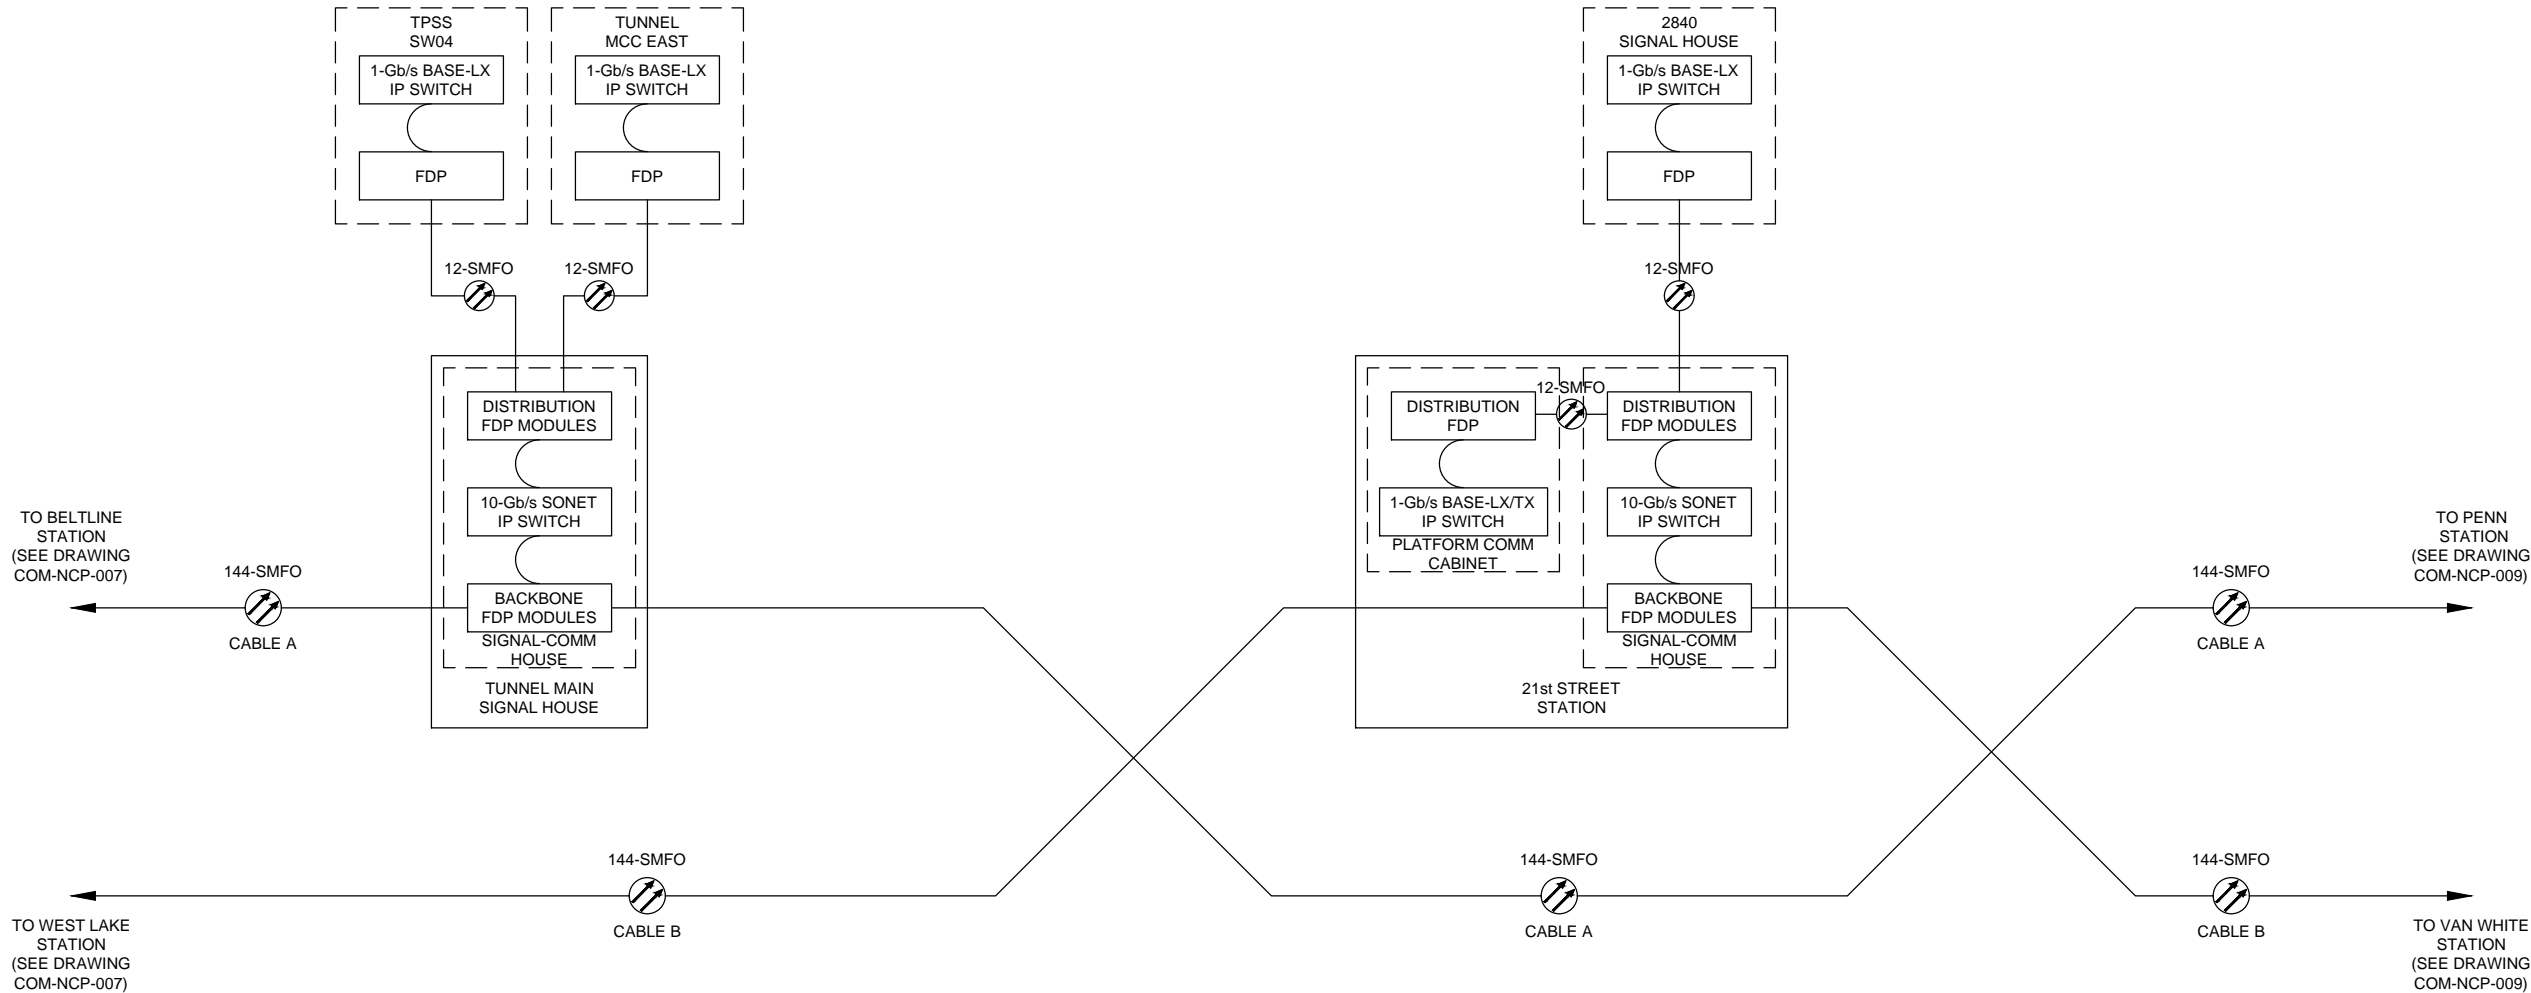 TPSS
SW04
1-Gb/s BASE-LX
IP SWITCH
FDP
TUNNEL
MCC EAST
1-Gb/s BASE-LX
IP SWITCH
FDP
2840
SIGNAL HOUSE
1-Gb/s BASE-LX
IP SWITCH
FDP
12-SMFO
12-SMFO
12-SMFO
DISTRIBUTION
FDP MODULES
10-Gb/s SONET
IP SWITCH
BACKBONE
FDP MODULES
SIGNAL-COMM
HOUSE
TUNNEL MAIN
SIGNAL HOUSE
DISTRIBUTION
FDP
12-SMFO
1-Gb/s BASE-LX/TX
IP SWITCH
PLATFORM COMM
CABINET
DISTRIBUTION
FDP MODULES
10-Gb/s SONET
IP SWITCH
BACKBONE
FDP MODULES
SIGNAL-COMM
HOUSE
21st STREET
STATION
TO BELTLINE
STATION
(SEE DRAWING
COM-NCP-007)
144-SMFO
CABLE A
TO PENN
STATION
(SEE DRAWING
COM-NCP-009)
144-SMFO
CABLE A
TO WEST LAKE
STATION
(SEE DRAWING
COM-NCP-007)
144-SMFO
CABLE B
144-SMFO
CABLE A
144-SMFO
CABLE B
TO VAN WHITE
STATION
(SEE DRAWING
COM-NCP-009)